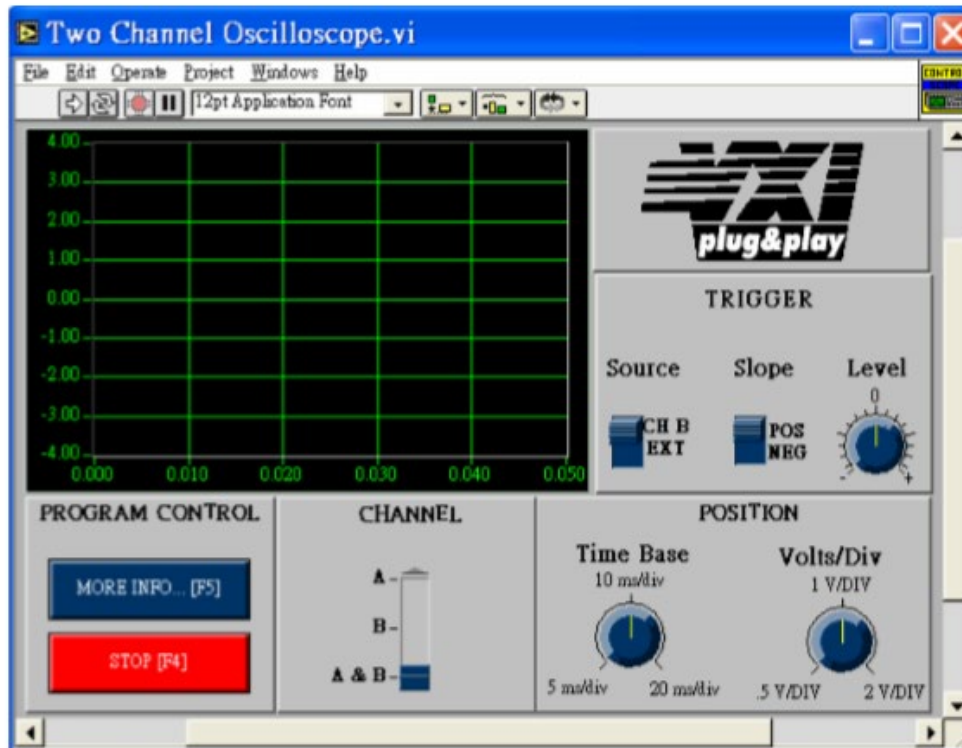 Two Channel Oscilloscope.vi
File Edit Operate Project Windows Help
12pt Application Font
4.00
3.00
2.00
1.00
0.00
-1.00
-2.00
-3.00
-4.00
0.000 0.010 0.020 0.030 0.040 0.050
VXI
plug&play
TRIGGER
Source Slope Level
0
CH B
EXT
POS
NEG
- +
PROGRAM CONTROL
MORE INFO... [F5]
STOP [F4]
CHANNEL
A
B
A & B
POSITION
Time Base Volts/Div
10 ms/div 1 V/DIV
5 ms/div 20 ms/div .5 V/DIV 2 V/DIV